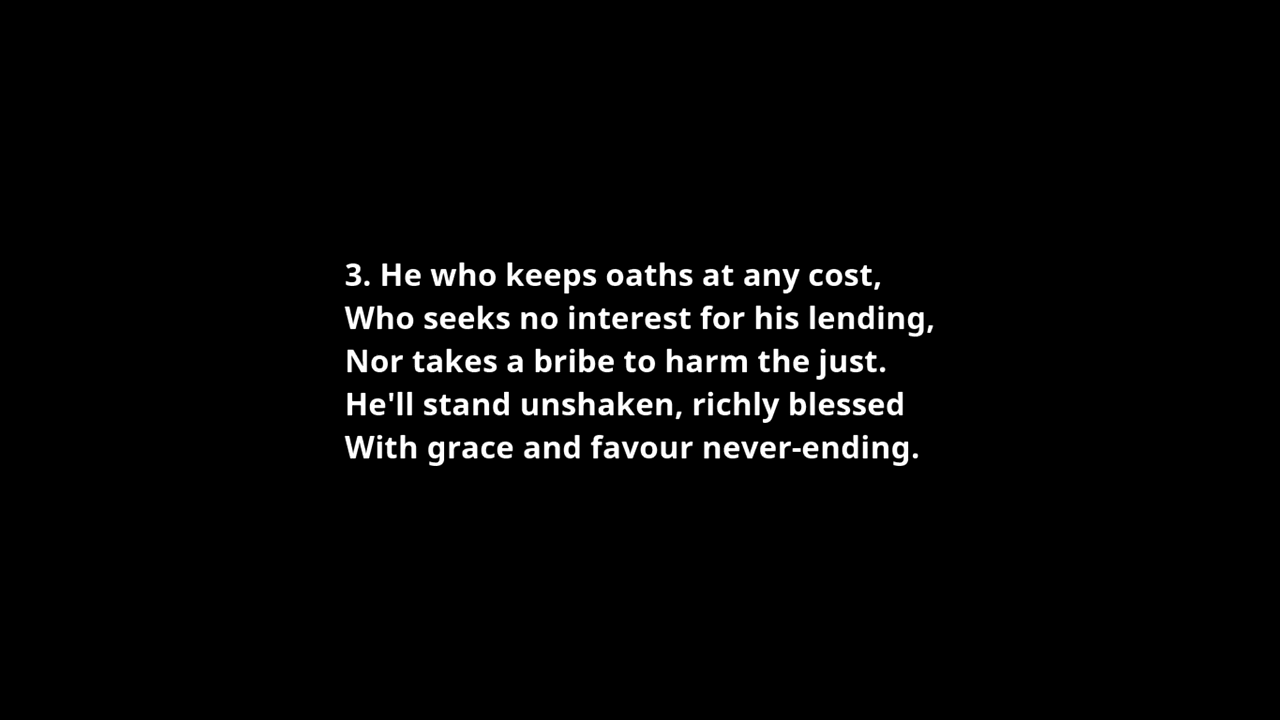 3. He who keeps oaths at any cost,
Who seeks no interest for his lending,
Nor takes a bribe to harm the just.
He'll stand unshaken, richly blessed
With grace and favour never-ending.